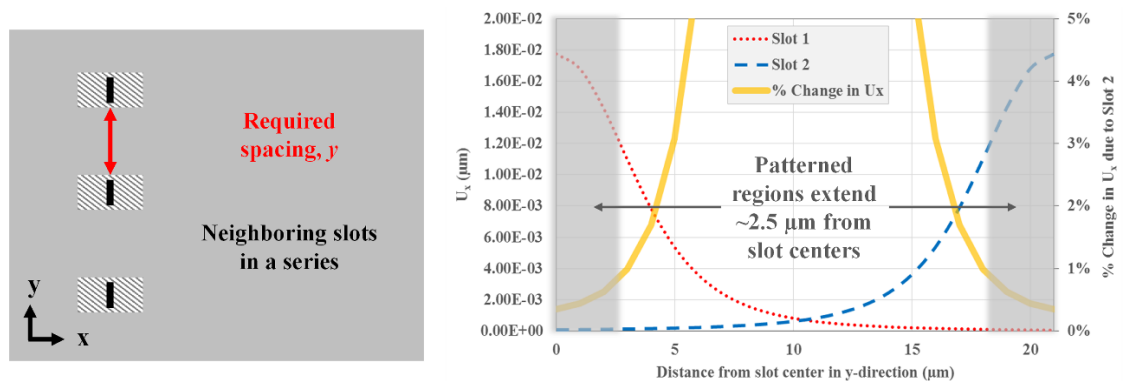 Required
spacing, y
Neighboring slots
in a series
y
x
2.00E-02
1.80E-02
1.60E-02
1.40E-02
1.20E-02
1.00E-02
8.00E-03
6.00E-03
4.00E-03
2.00E-03
0.00E+00
Uₓ (µm)
Slot 1
Slot 2
% Change in Ux
Patterned
regions extend
~2.5 µm from
slot centers
5%
4%
3%
2%
1%
0%
% Change in Uₓ due to Slot 2
0 5 10 15 20
Distance from slot center in y-direction (µm)